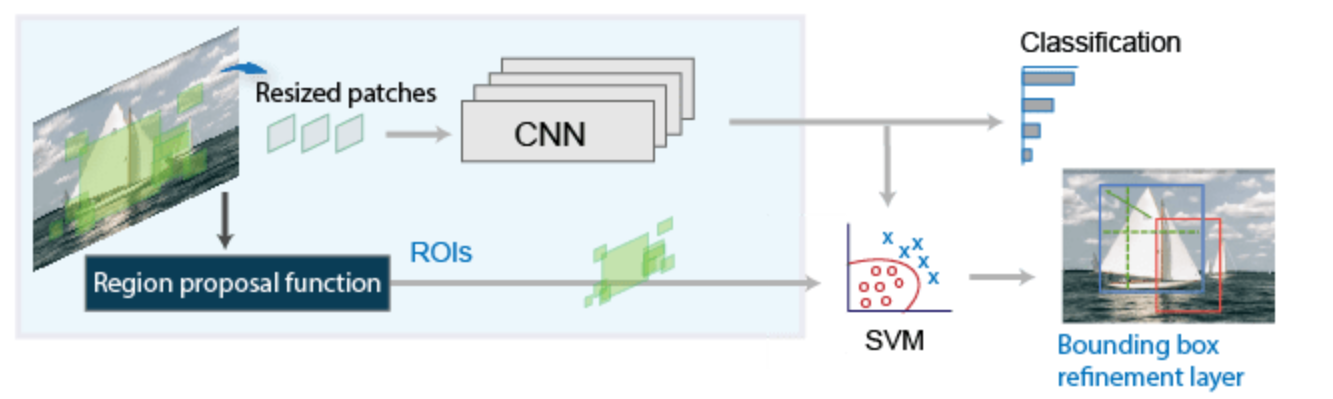 Classification
Resized patches
CNN
ROIs
Region proposal function
SVM
Bounding box
refinement layer